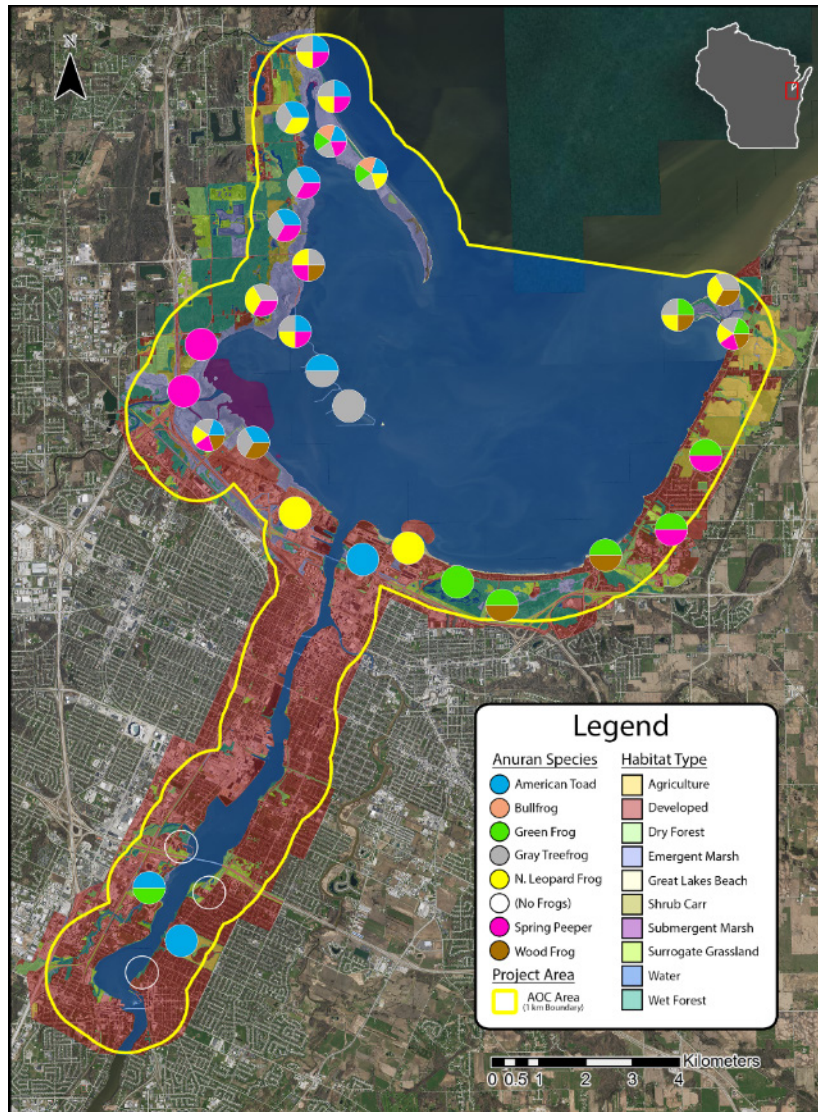 N
Legend
Anuran Species
American Toad
Bullfrog
Green Frog
Gray Treefrog
N. Leopard Frog
(No Frogs)
Spring Peeper
Wood Frog
Project Area
AOC Area
(1 km Boundary)
Habitat Type
Agriculture
Developed
Dry Forest
Emergent Marsh
Great Lakes Beach
Shrub Carr
Submergent Marsh
Surrogate Grassland
Water
Wet Forest
Kilometers
0 0.5 1 2 3 4